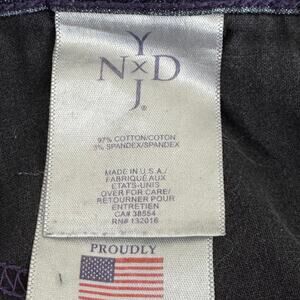 Y
N×D
J®
97% COTTON/COTON
3% SPANDEX/SPANDEX
MADE IN U.S.A./
FABRIQUÉ AUX
ETATS-UNIS
OVER FOR CARE/
RETOURNER POUR
ENTRETIEN
CA# 38554
RN# 132016
PROUDLY